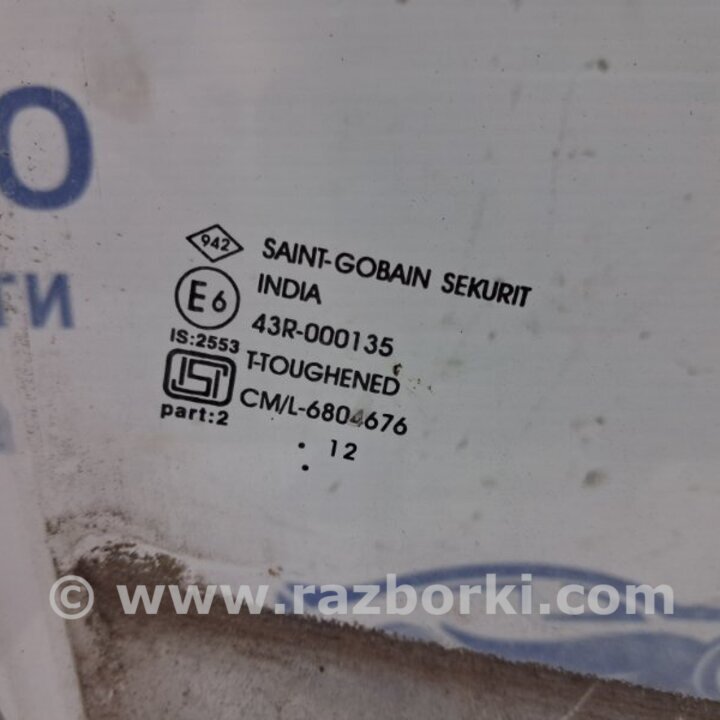 O
ти
942
SAINT-GOBAIN SEKURIT
E6
INDIA
43R-000135
IS:2553
T-TOUGHENED
ISI
CM/L-6804676
part:2
12
© www.razborki.com